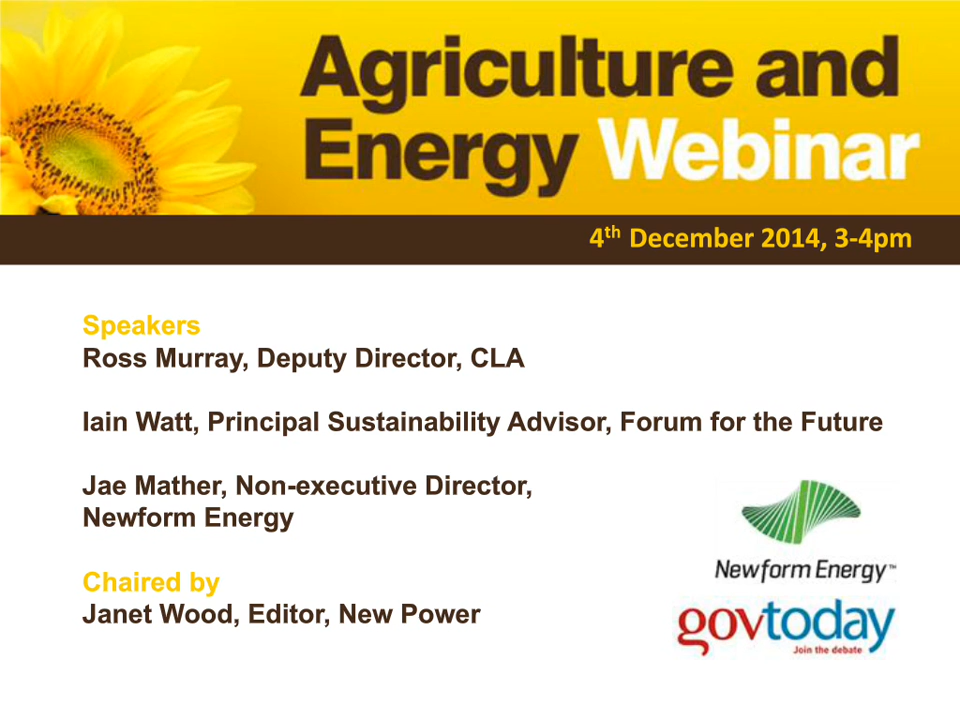 Agriculture and
Energy Webinar
4th December 2014, 3-4pm
Speakers
Ross Murray, Deputy Director, CLA
Iain Watt, Principal Sustainability Advisor, Forum for the Future
Jae Mather, Non-executive Director,
Newform Energy
Chaired by
Janet Wood, Editor, New Power
Newform Energy™
govtoday
Join the debate